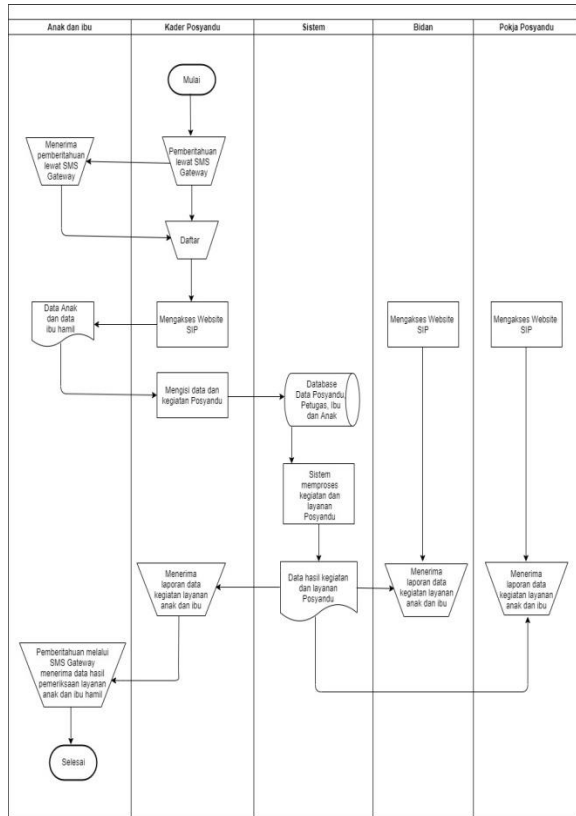 Anak dan ibu
Kader Posyandu
Sistem
Bidan
Pokja Posyandu
Mulai
Menerima
pemberitahuan
lewat SMS
Gateway
Pemberitahuan
lewat SMS
Gateway
Daftar
Data Anak
dan data
ibu hamil
Mengakses Website
SIP
Mengakses Website
SIP
Mengakses Website
SIP
Mengisi data dan
kegiatan Posyandu
Database
Data Posyandu,
Petugas, Ibu
dan Anak
Sistem
memproses
kegiatan dan
layanan
Posyandu
Menerima
laporan data
kegiatan layanan
anak dan ibu
Data hasil kegiatan
dan layanan
Posyandu
Menerima
laporan data
kegiatan layanan
anak dan ibu
Menerima
laporan data
kegiatan layanan
anak dan ibu
Pemberitahuan melalui
SMS Gateway
menerima data hasil
pemeriksaan layanan
anak dan ibu hamil
Selesai